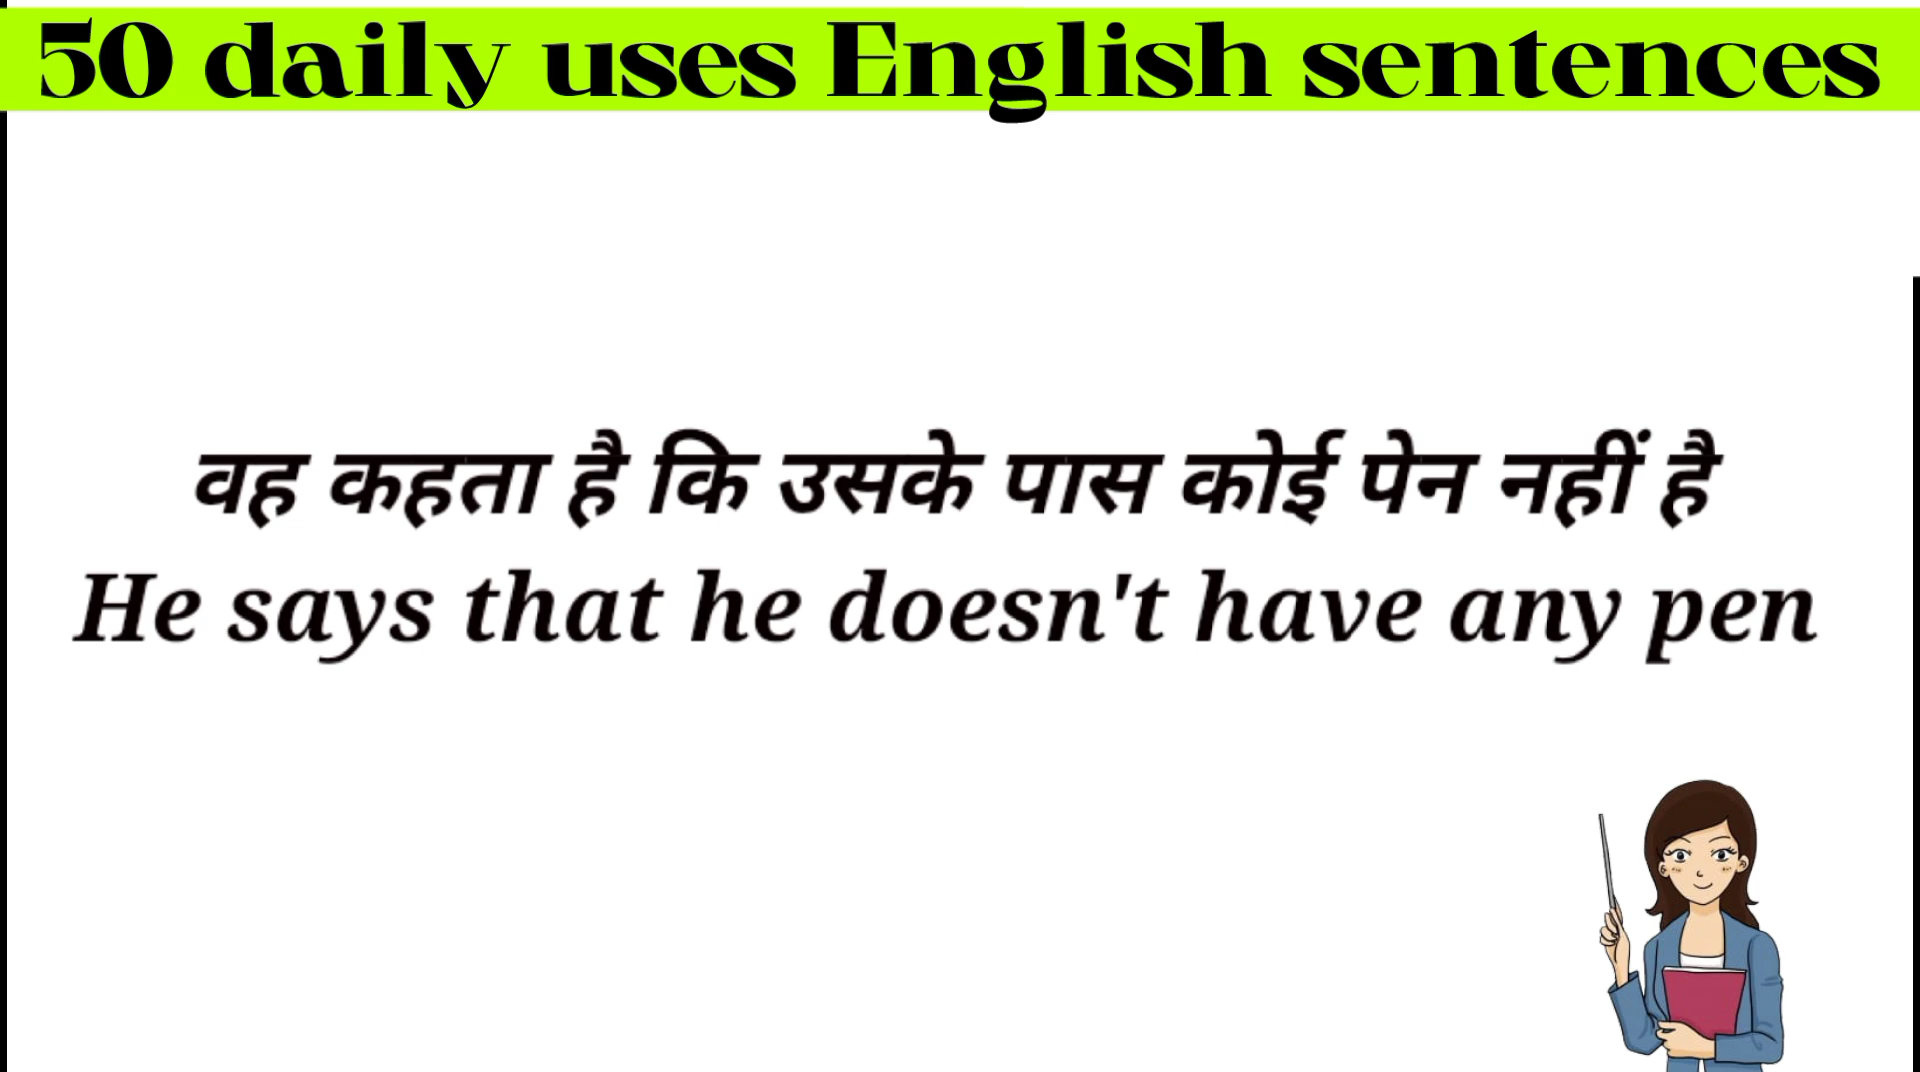 50 daily uses English sentences
वह कहता है कि उसके पास कोई पेन नहीं है
He says that he doesn't have any pen